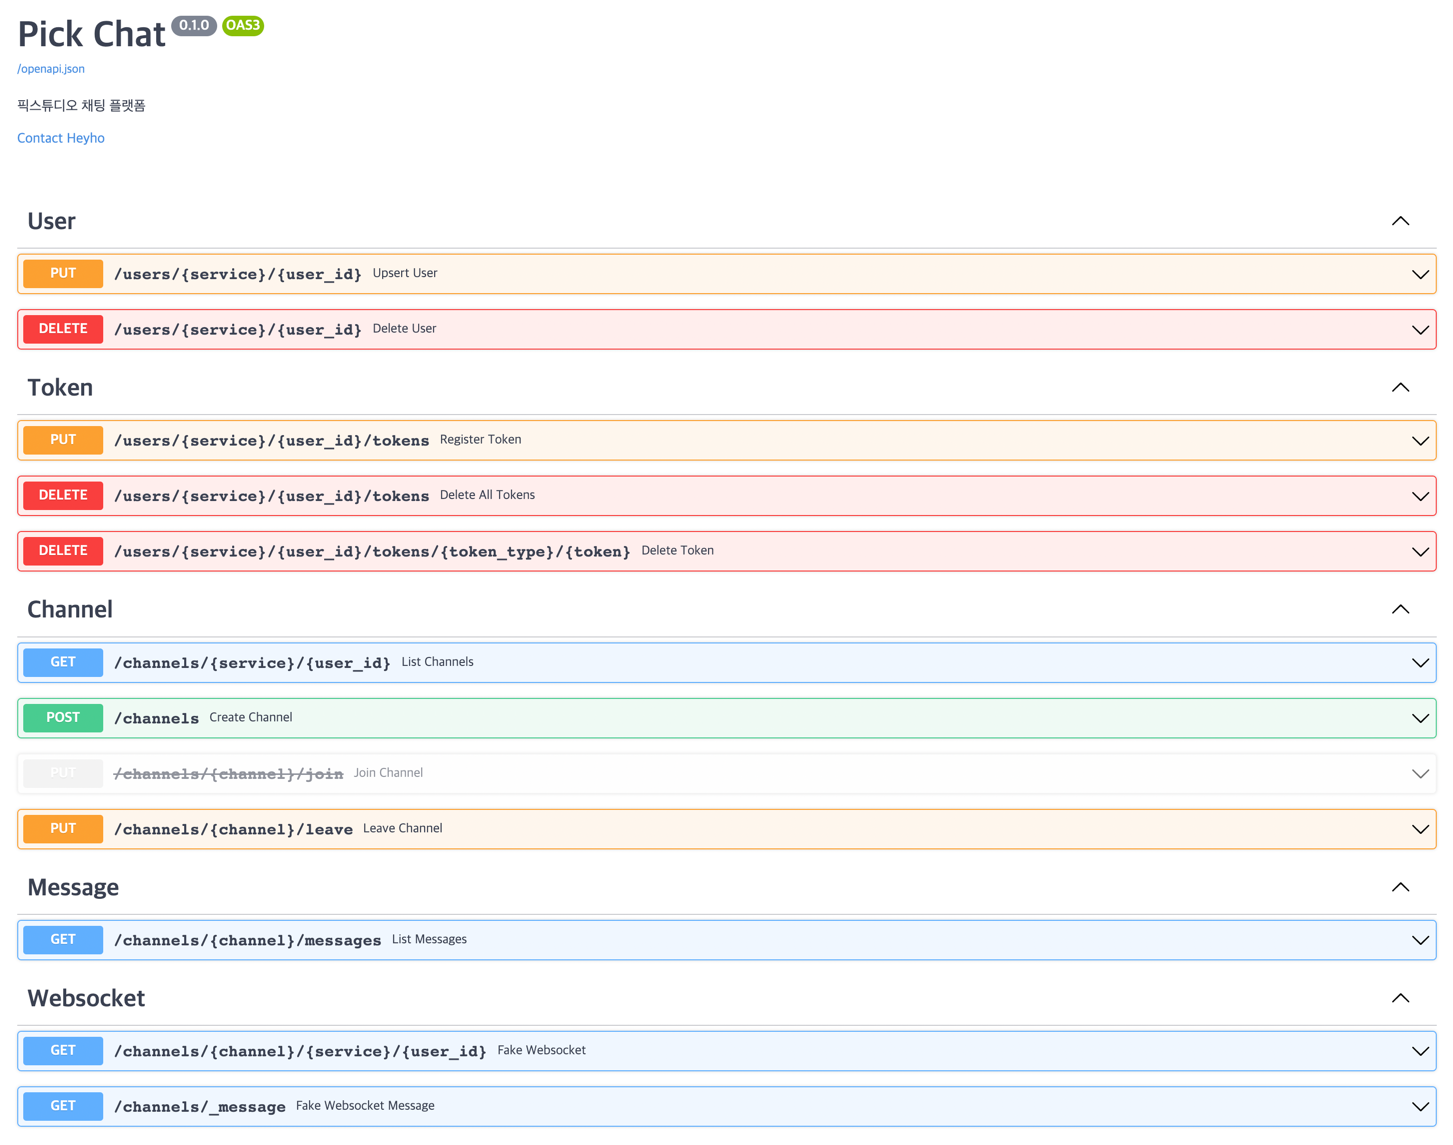 Pick Chat 0.1.0 OAS3
/openapi.json
픽스튜디오 채팅 플랫폼
Contact Heyho
User
PUT /users/{service}/{user_id} Upsert User
DELETE /users/{service}/{user_id} Delete User
Token
PUT /users/{service}/{user_id}/tokens Register Token
DELETE /users/{service}/{user_id}/tokens Delete All Tokens
DELETE /users/{service}/{user_id}/tokens/{token_type}/{token} Delete Token
Channel
GET /channels/{service}/{user_id} List Channels
POST /channels Create Channel
PUT /channels/{channel}/join Join Channel
PUT /channels/{channel}/leave Leave Channel
Message
GET /channels/{channel}/messages List Messages
Websocket
GET /channels/{channel}/{service}/{user_id} Fake Websocket
GET /channels/_message Fake Websocket Message